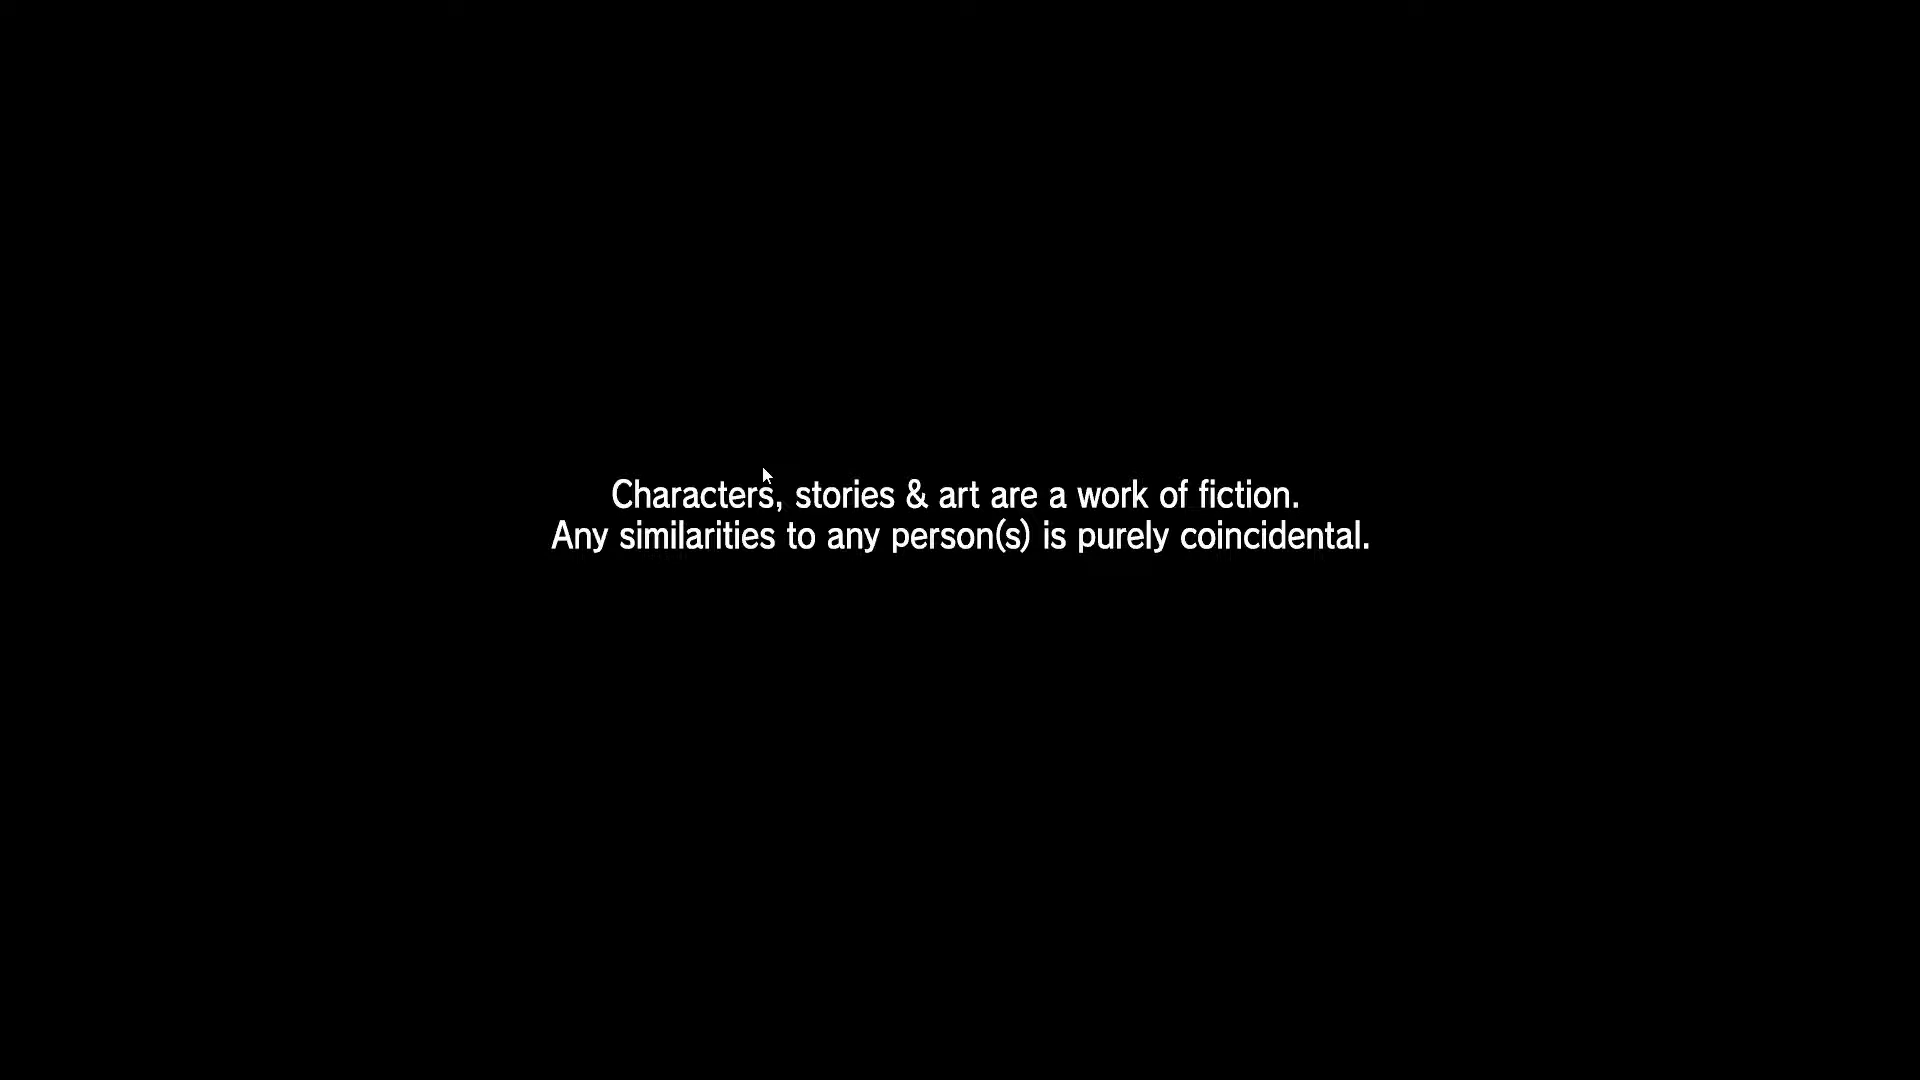 Characters, stories & art are a work of fiction.
Any similarities to any person(s) is purely coincidental.